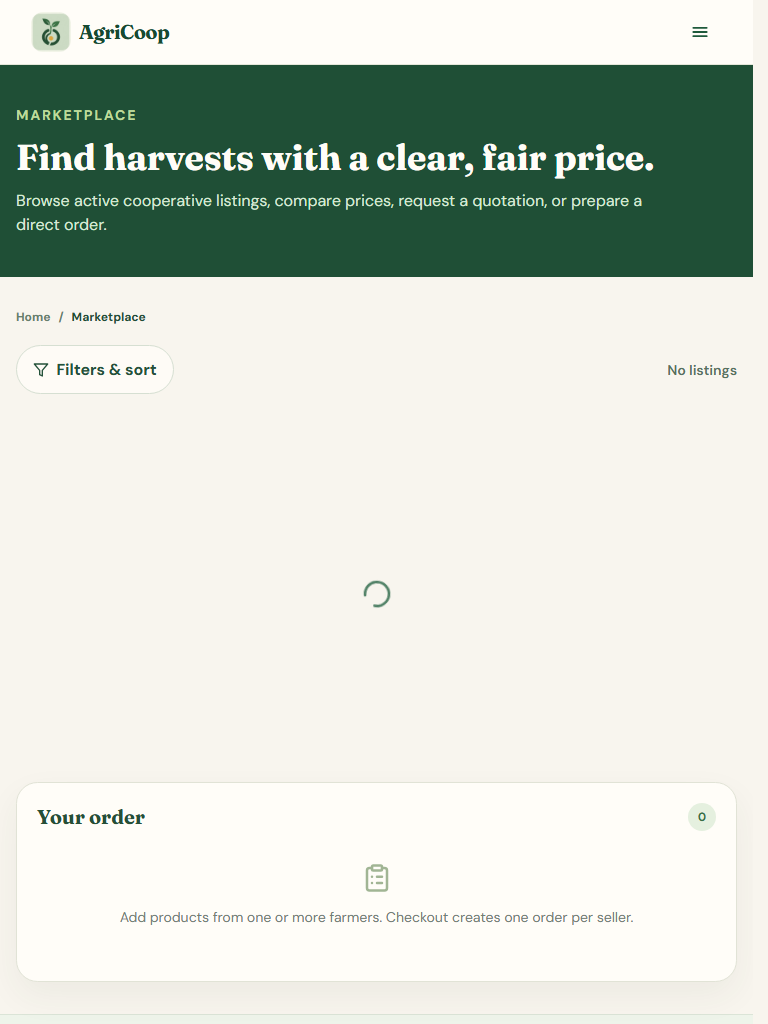 AgriCoop
MARKETPLACE
Find harvests with a clear, fair price.
Browse active cooperative listings, compare prices, request a quotation, or prepare a
direct order.
Home / Marketplace
Filters & sort
No listings
Your order
0
Add products from one or more farmers. Checkout creates one order per seller.